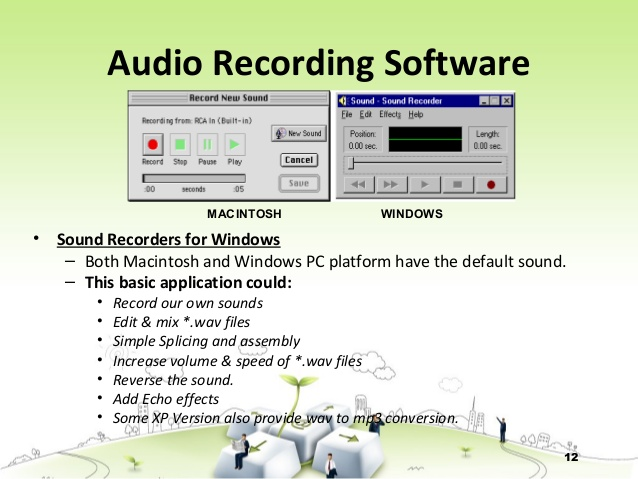 Audio Recording Software
Record New Sound
Recording from: RCA In (Built-in)
New Sound
Record Stop Pause Play
Cancel
Save
:00 seconds :05
Sound - Sound Recorder
File Edit Effects Help
Position: Length:
0.00 sec. 0.00 sec.
MACINTOSH WINDOWS
• Sound Recorders for Windows
– Both Macintosh and Windows PC platform have the default sound.
– This basic application could:
• Record our own sounds
• Edit & mix *.wav files
• Simple Splicing and assembly
• Increase volume & speed of *.wav files
• Reverse the sound.
• Add Echo effects
• Some XP Version also provide wav to mp3 conversion.
12